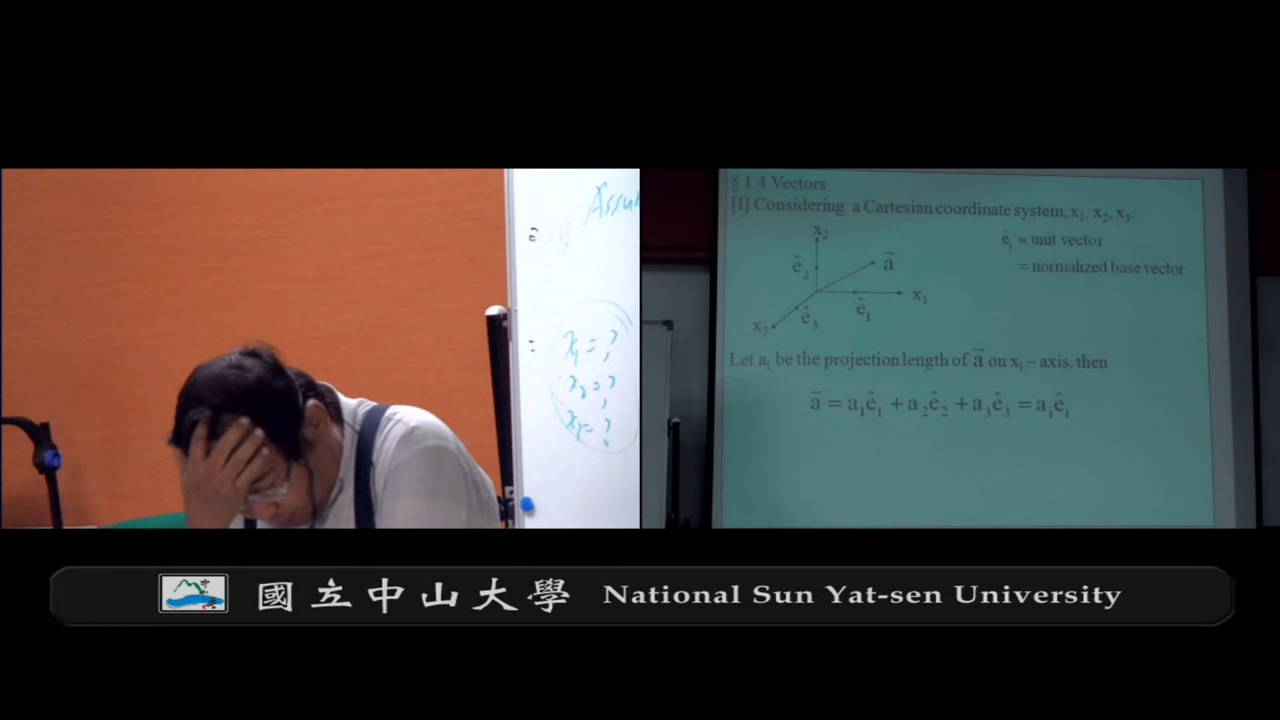 Assu
=
x₁ = ?
x₂ = ?
x₃ = ?
§ 1.4 Vectors
[I] Considering a Cartesian coordinate system, x₁, x₂, x₃.
x₂
ê₂
a⃗
x₁
ê₁
ê₃
x₃
êᵢ ≡ unit vector
= normalized base vector
Let aᵢ be the projection length of a⃗ on xᵢ – axis, then
a⃗ = a₁ê₁ + a₂ê₂ + a₃ê₃ = aᵢêᵢ
國立中山大學 National Sun Yat-sen University